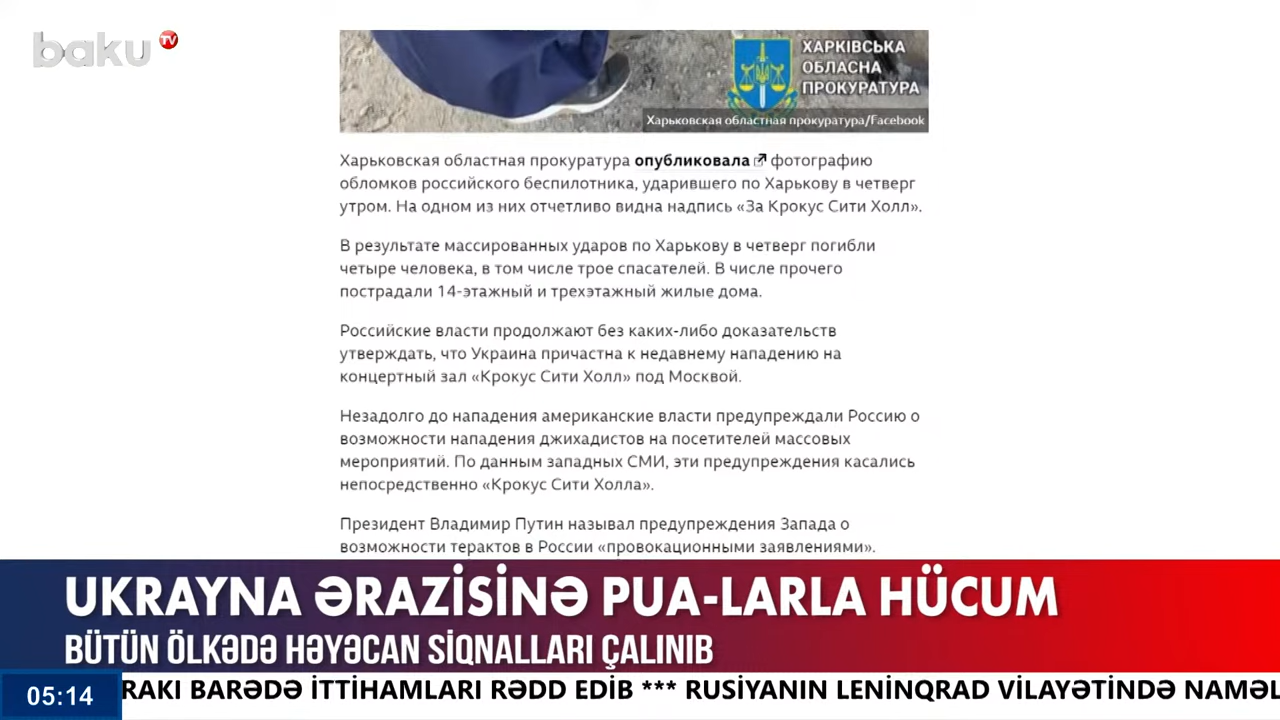 baku TV
ХАРКІВСЬКА
ОБЛАСНА
ПРОКУРАТУРА
Харьковская областная прокуратура/Facebook
Харьковская областная прокуратура опубликовала фотографию
обломков российского беспилотника, ударившего по Харькову в четверг
утром. На одном из них отчетливо видна надпись «За Крокус Сити Холл».
В результате массированных ударов по Харькову в четверг погибли
четыре человека, в том числе трое спасателей. В числе прочего
пострадали 14-этажный и трехэтажный жилые дома.
Российские власти продолжают без каких-либо доказательств
утверждать, что Украина причастна к недавнему нападению на
концертный зал «Крокус Сити Холл» под Москвой.
Незадолго до нападения американские власти предупреждали Россию о
возможности нападения джихадистов на посетителей массовых
мероприятий. По данным западных СМИ, эти предупреждения касались
непосредственно «Крокус Сити Холла».
Президент Владимир Путин называл предупреждения Запада о
возможности терактов в России «провокационными заявлениями».
UKRAYNA ƏRAZİSİNƏ PUA-LARLA HÜCUM
BÜTÜN ÖLKƏDƏ HƏYƏCAN SİQNALLARI ÇALINIB
05:14 RAKI BARƏDƏ İTTİHAMLARI RƏDD EDİB *** RUSİYANIN LENİNQRAD VİLAYƏTİNDƏ NAMƏL